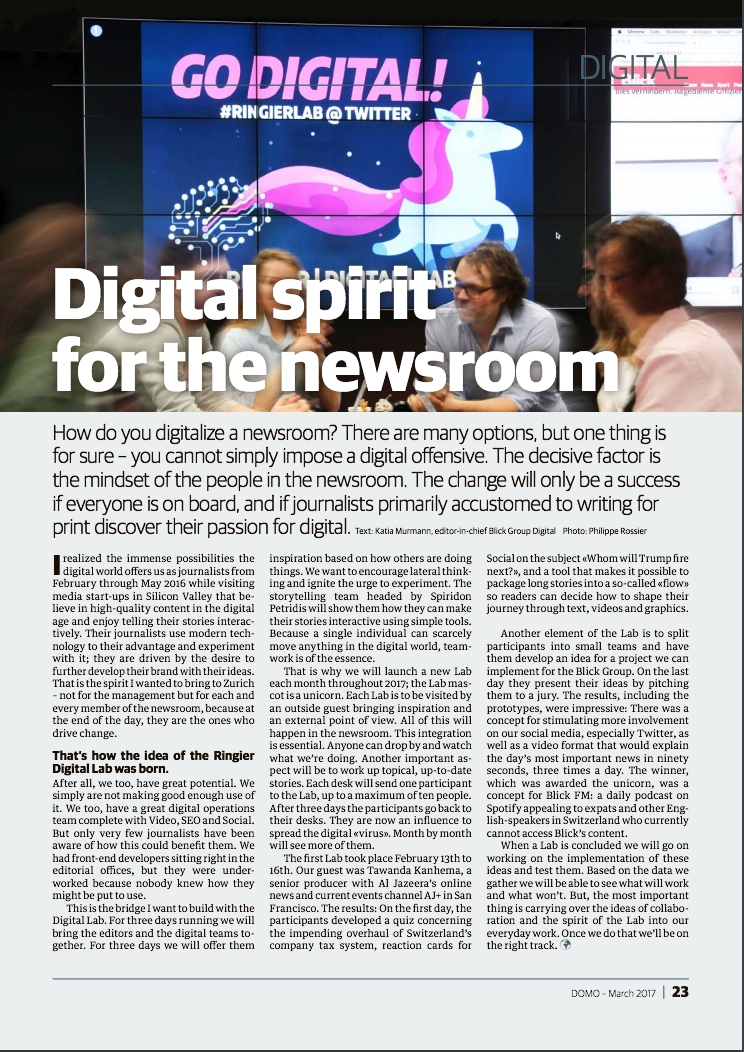 DIGITAL
GO DIGITAL!
#RINGIERLAB @ TWITTER
Blick
Digital spirit
for the newsroom
How do you digitalize a newsroom? There are many options, but one thing is
for sure – you cannot simply impose a digital offensive. The decisive factor is
the mindset of the people in the newsroom. The change will only be a success
if everyone is on board, and if journalists primarily accustomed to writing for
print discover their passion for digital. Text: Katia Murmann, editor-in-chief Blick Group Digital Photo: Philippe Rossier
I realized the immense possibilities the
digital world offers us as journalists from
February through May 2016 while visiting
media start-ups in Silicon Valley that be-
lieve in high-quality content in the digital
age and enjoy telling their stories interac-
tively. Their journalists use modern tech-
nology to their advantage and experiment
with it; they are driven by the desire to
further develop their brand with their ideas.
That is the spirit I wanted to bring to Zurich
– not for the management but for each and
every member of the newsroom, because at
the end of the day, they are the ones who
drive change.
That's how the idea of the Ringier
Digital Lab was born.
After all, we too, have great potential. We
simply are not making good enough use of
it. We too, have a great digital operations
team complete with Video, SEO and Social.
But only very few journalists have been
aware of how this could benefit them. We
had front-end developers sitting right in the
editorial offices, but they were under-
worked because nobody knew how they
might be put to use.
This is the bridge I want to build with the
Digital Lab. For three days running we will
bring the editors and the digital teams to-
gether. For three days we will offer them
inspiration based on how others are doing
things. We want to encourage lateral think-
ing and ignite the urge to experiment. The
storytelling team headed by Spiridon
Petridis will show them how they can make
their stories interactive using simple tools.
Because a single individual can scarcely
move anything in the digital world, team-
work is of the essence.
That is why we will launch a new Lab
each month throughout 2017; the Lab mas-
cot is a unicorn. Each Lab is to be visited by
an outside guest bringing inspiration and
an external point of view. All of this will
happen in the newsroom. This integration
is essential. Anyone can drop by and watch
what we're doing. Another important as-
pect will be to work up topical, up-to-date
stories. Each desk will send one participant
to the Lab, up to a maximum of ten people.
After three days the participants go back to
their desks. They are now an influence to
spread the digital «virus». Month by month
will see more of them.
The first Lab took place February 13th to
16th. Our guest was Tawanda Kanhema, a
senior producer with Al Jazeera's online
news and current events channel AJ+ in San
Francisco. The results: On the first day, the
participants developed a quiz concerning
the impending overhaul of Switzerland's
company tax system, reaction cards for
Social on the subject «Whom will Trump fire
next?», and a tool that makes it possible to
package long stories into a so-called «flow»
so readers can decide how to shape their
journey through text, videos and graphics.
Another element of the Lab is to split
participants into small teams and have
them develop an idea for a project we can
implement for the Blick Group. On the last
day they present their ideas by pitching
them to a jury. The results, including the
prototypes, were impressive: There was a
concept for stimulating more involvement
on our social media, especially Twitter, as
well as a video format that would explain
the day's most important news in ninety
seconds, three times a day. The winner,
which was awarded the unicorn, was a
concept for Blick FM: a daily podcast on
Spotify appealing to expats and other Eng-
lish-speakers in Switzerland who currently
cannot access Blick's content.
When a Lab is concluded we will go on
working on the implementation of these
ideas and test them. Based on the data we
gather we will be able to see what will work
and what won't. But, the most important
thing is carrying over the ideas of collabo-
ration and the spirit of the Lab into our
everyday work. Once we do that we'll be on
the right track.
DOMO – March 2017 | 23